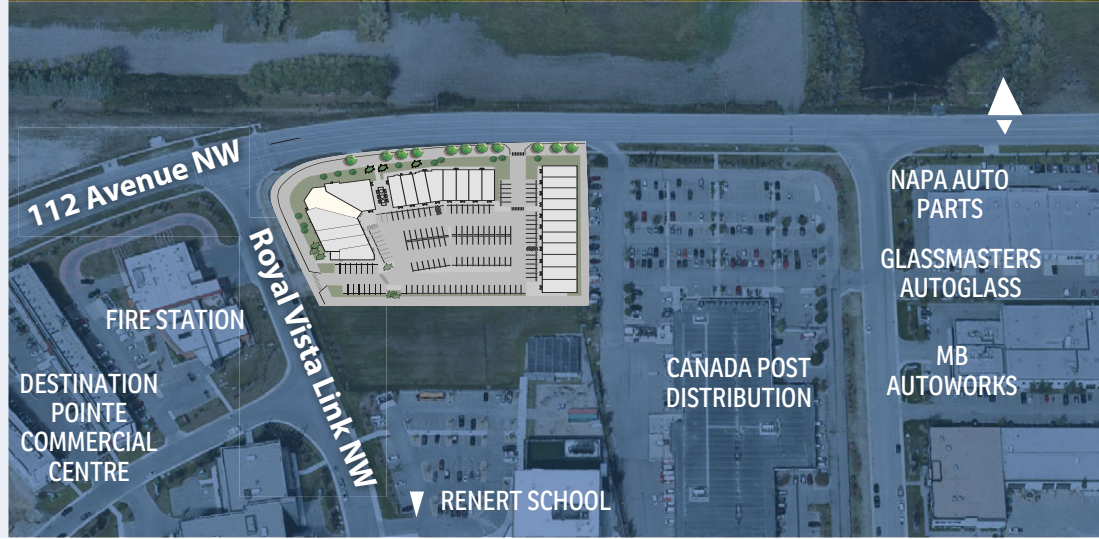 112 Avenue NW
NAPA AUTO
PARTS
GLASSMASTERS
AUTOGLASS
Royal Vista Link NW
FIRE STATION
MB
AUTOWORKS
CANADA POST
DISTRIBUTION
DESTINATION
POINTE
COMMERCIAL
CENTRE
RENERT SCHOOL